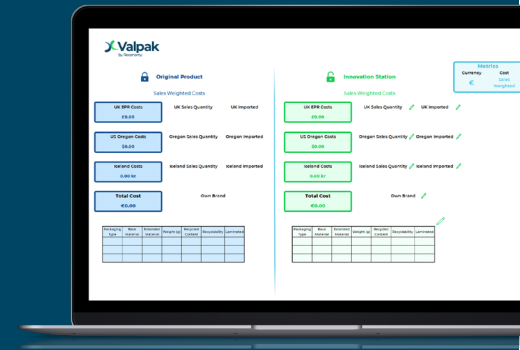 Valpak
by Reconomy
Metrics
Currency Cost
€ Sales Weighted
Original Product
Sales Weighted Costs
UK EPR Costs
£0.00
UK Sales Quantity
UK Imported
US Oregon Costs
$0.00
Oregon Sales Quantity
Oregon Imported
Iceland Costs
0.00 kr
Iceland Sales Quantity
Iceland Imported
Total Cost
€0.00
Own Brand
Packaging Type
Base Material
Extended Material
Weight (g)
Recycled Content
Recyclability
Laminated
Innovation Station
Sales Weighted Costs
UK EPR Costs
£0.00
UK Sales Quantity
UK Imported
US Oregon Costs
$0.00
Oregon Sales Quantity
Oregon Imported
Iceland Costs
0.00 kr
Iceland Sales Quantity
Iceland Imported
Total Cost
€0.00
Own Brand
Packaging Type
Base Material
Extended Material
Weight (g)
Recycled Content
Recyclability
Laminated